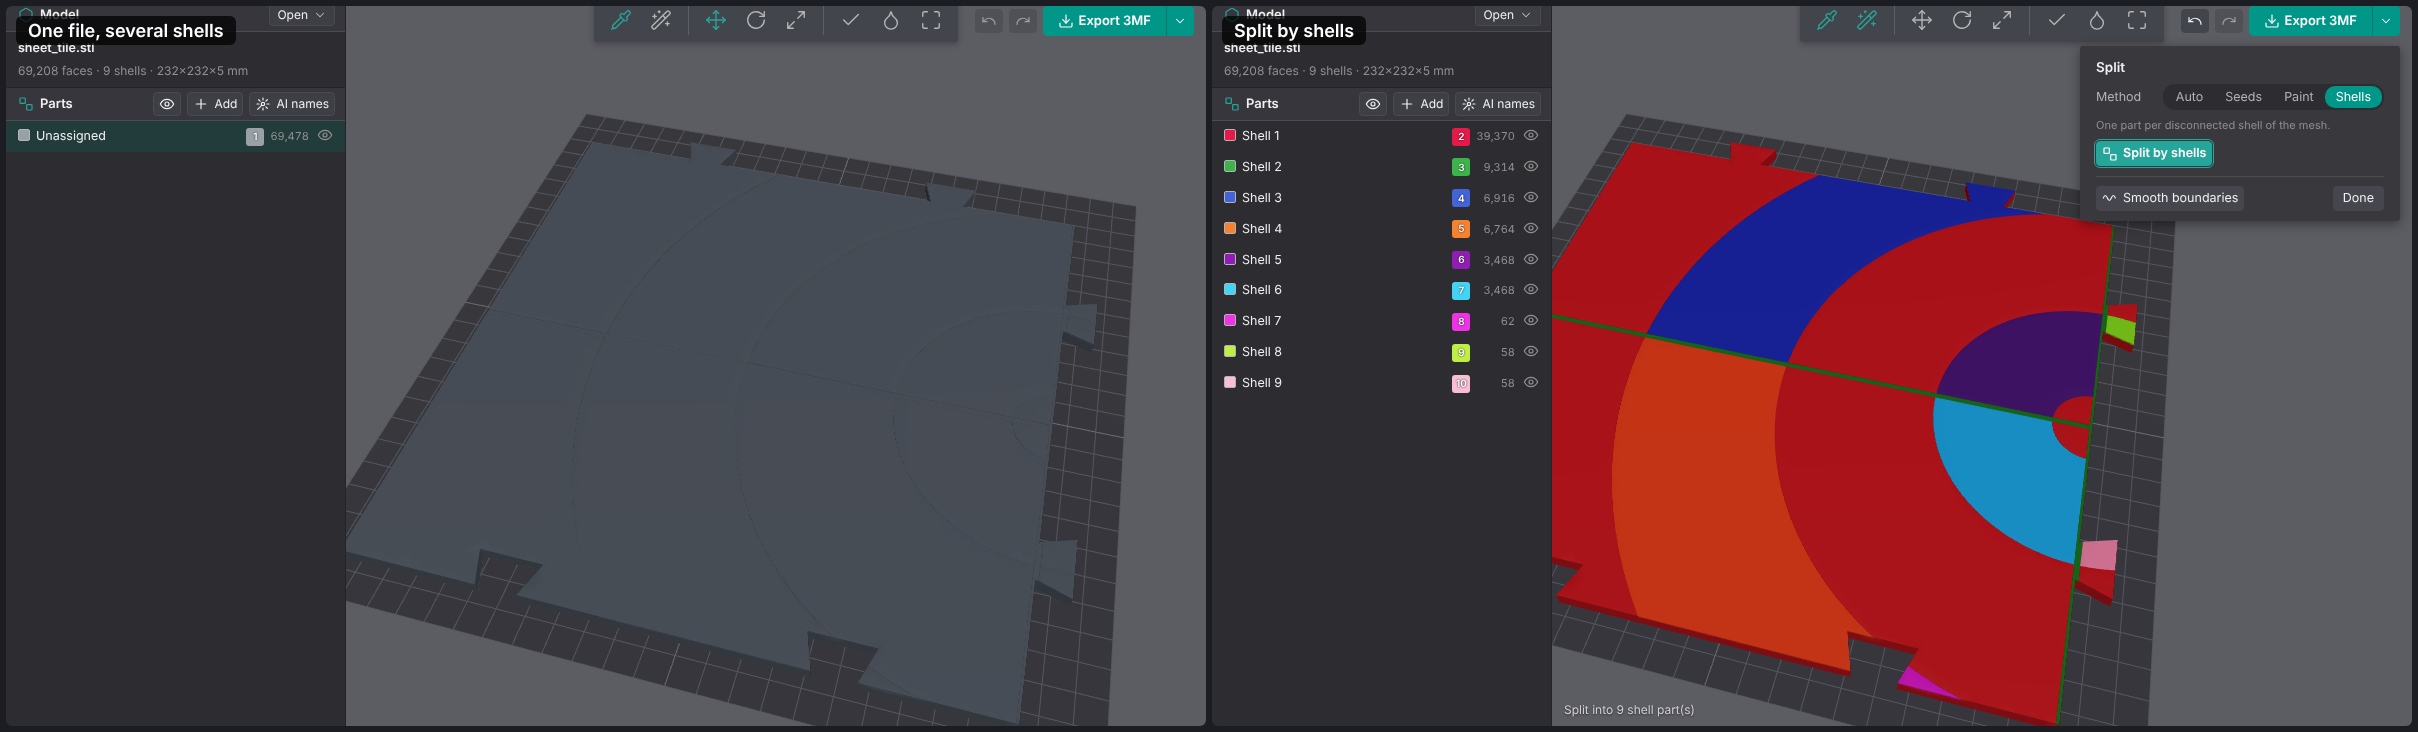 Model
Open
One file, several shells
sheet_tile.stl
69,208 faces · 9 shells · 232×232×5 mm
Parts
Add
AI names
Unassigned
1
69,478
Export 3MF
Model
Open
Split by shells
sheet_tile.stl
69,208 faces · 9 shells · 232×232×5 mm
Parts
Add
AI names
Shell 1 2 39,370
Shell 2 3 9,314
Shell 3 4 6,916
Shell 4 5 6,764
Shell 5 6 3,468
Shell 6 7 3,468
Shell 7 8 62
Shell 8 9 58
Shell 9 10 58
Export 3MF
Split
Method Auto Seeds Paint Shells
One part per disconnected shell of the mesh.
Split by shells
Smooth boundaries
Done
Split into 9 shell part(s)